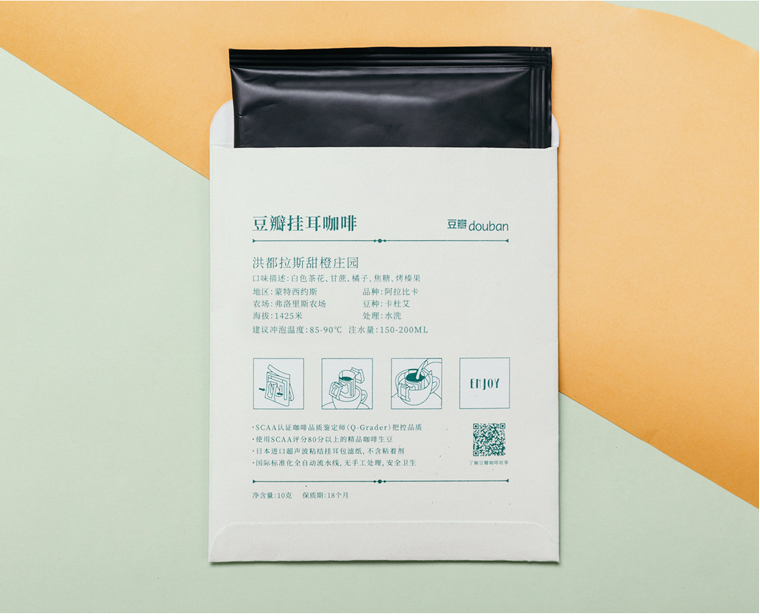 豆瓣挂耳咖啡
豆瓣douban
洪都拉斯甜橙庄园
口味描述:白色茶花,甘蔗,橘子,焦糖,烤榛果
地区:蒙特西约斯 品种:阿拉比卡
农场:弗洛里斯农场 豆种:卡杜艾
海拔:1425米 处理:水洗
建议冲泡温度:85-90℃ 注水量:150-200ML
ENJOY
·SCAA认证咖啡品质鉴定师(Q-Grader)把控品质
·使用SCAA评分80分以上的精品咖啡生豆
·日本进口超声波粘结挂耳包滤纸,不含粘着剂
·国际标准化全自动流水线,无手工处理,安全卫生
了解豆瓣咖啡故事
净含量:10克 保质期:18个月